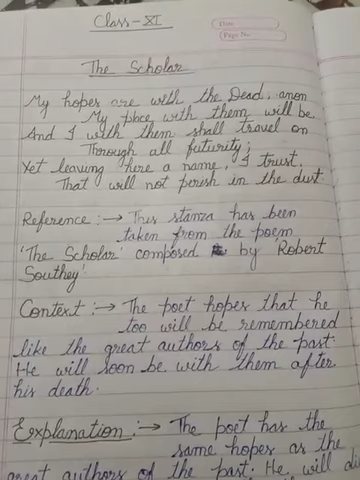 Class-XI
Date
Page No.
The Scholar
My hopes are with the Dead, anon
My place with them will be
And I with them shall travel on
Through all futurity;
Yet leaving here a name, I trust,
That will not perish in the dust.
Reference:→ This stanza has been
taken from the poem
'The Scholar' composed by 'Robert
Southey'
Context:→ The poet hopes that he
too will be remembered
like the great authors of the past.
He will soon be with them after
his death.
Explanation:→ The poet has the
same hopes as the
great authors of the past. He will di